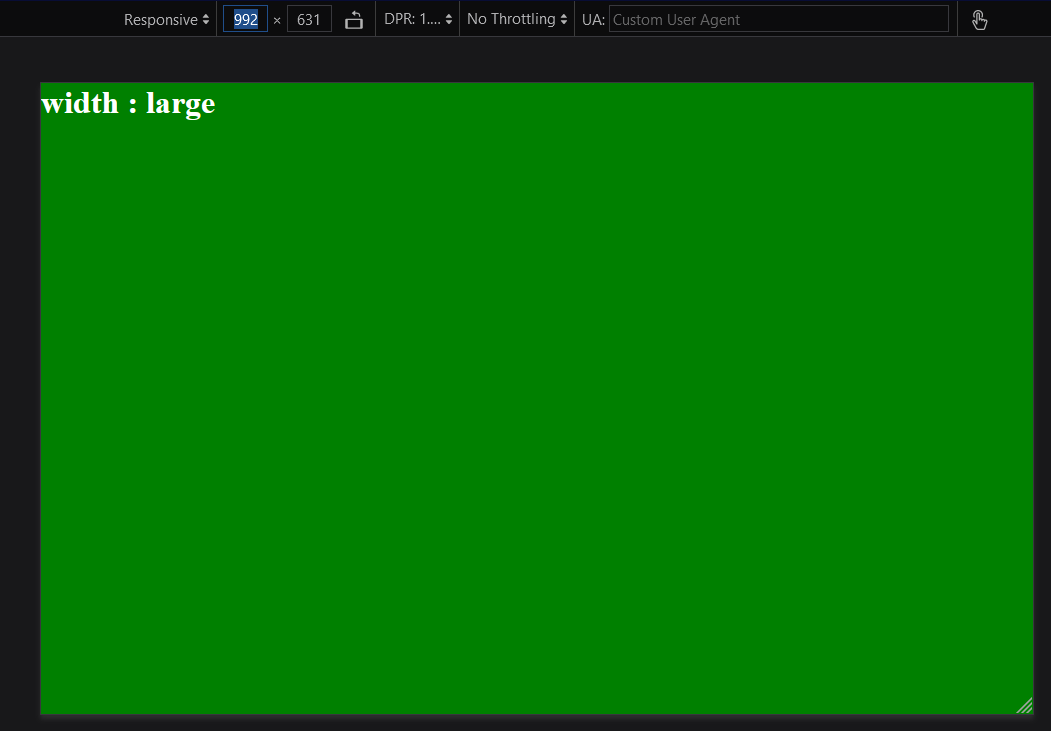 Responsive 992 × 631 DPR: 1.... No Throttling UA: Custom User Agent
width : large